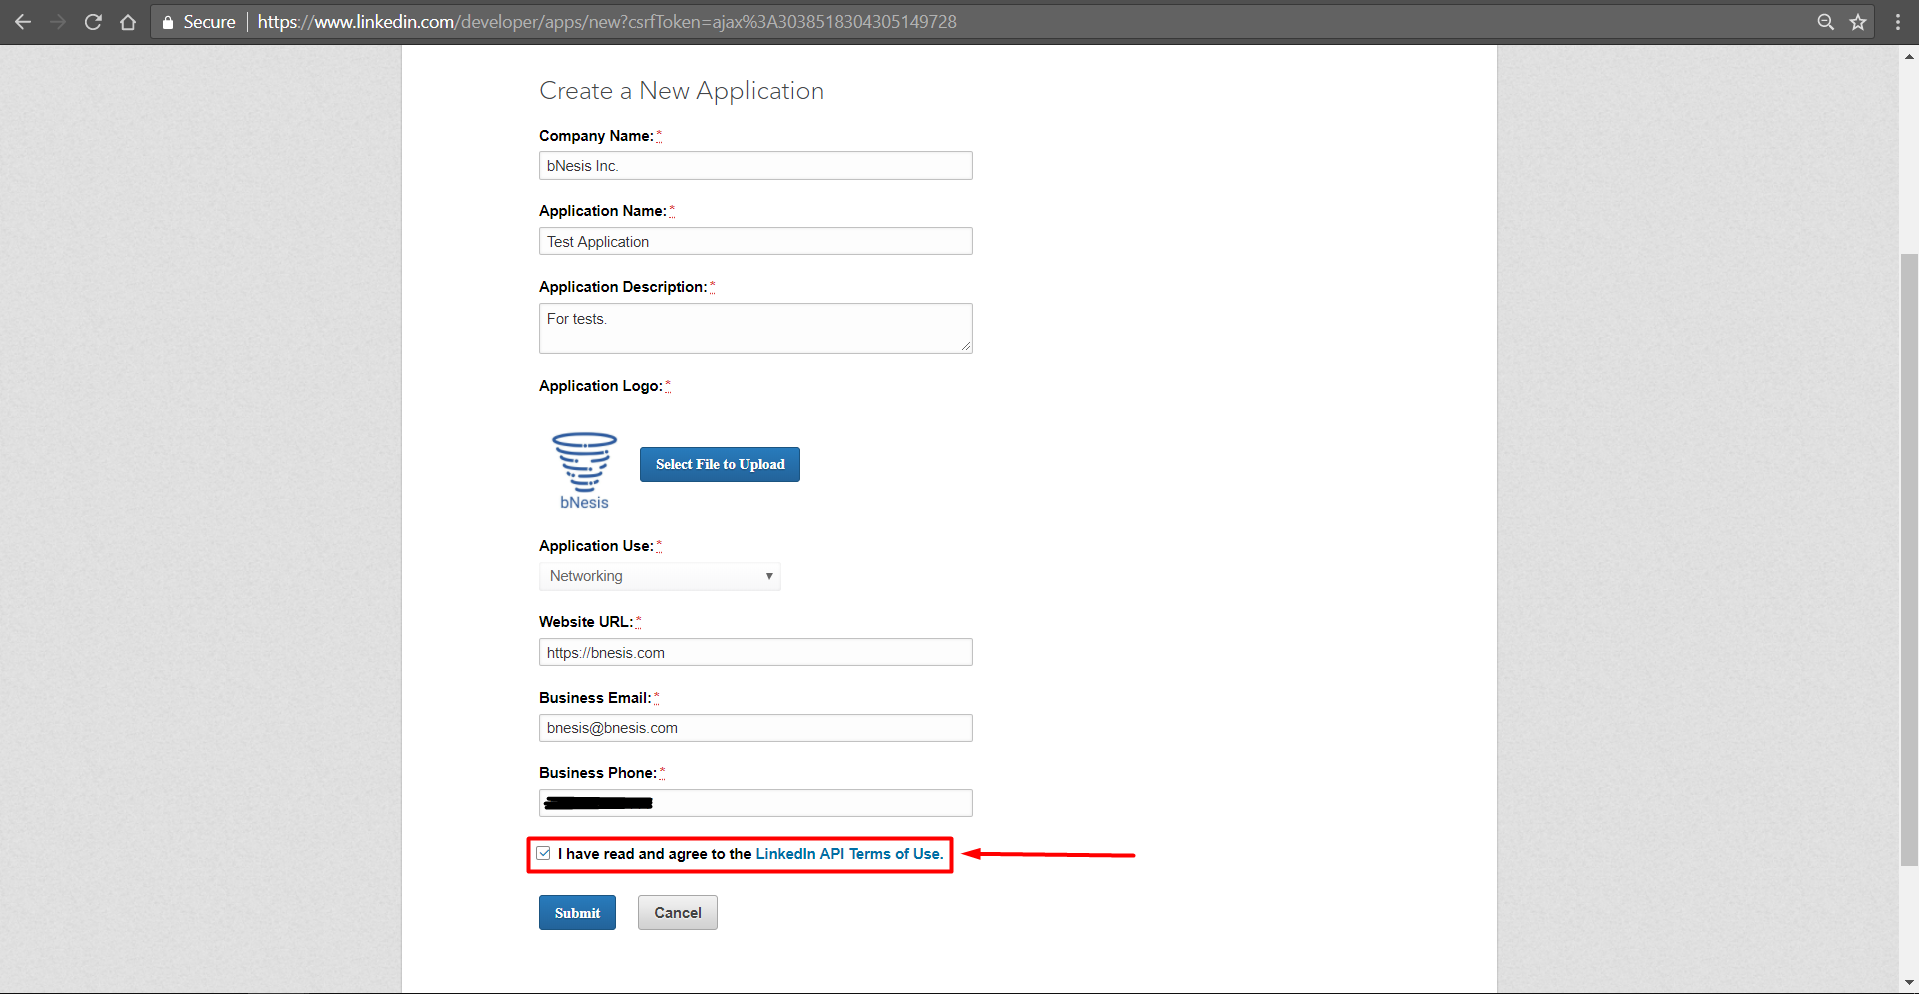 Secure https://www.linkedin.com/developer/apps/new?csrfToken=ajax%3A3038518304305149728
Create a New Application
Company Name: *
bNesis Inc.
Application Name: *
Test Application
Application Description: *
For tests.
Application Logo: *
bNesis
Select File to Upload
Application Use: *
Networking
Website URL: *
https://bnesis.com
Business Email: *
bnesis@bnesis.com
Business Phone: *
I have read and agree to the LinkedIn API Terms of Use.
Submit Cancel